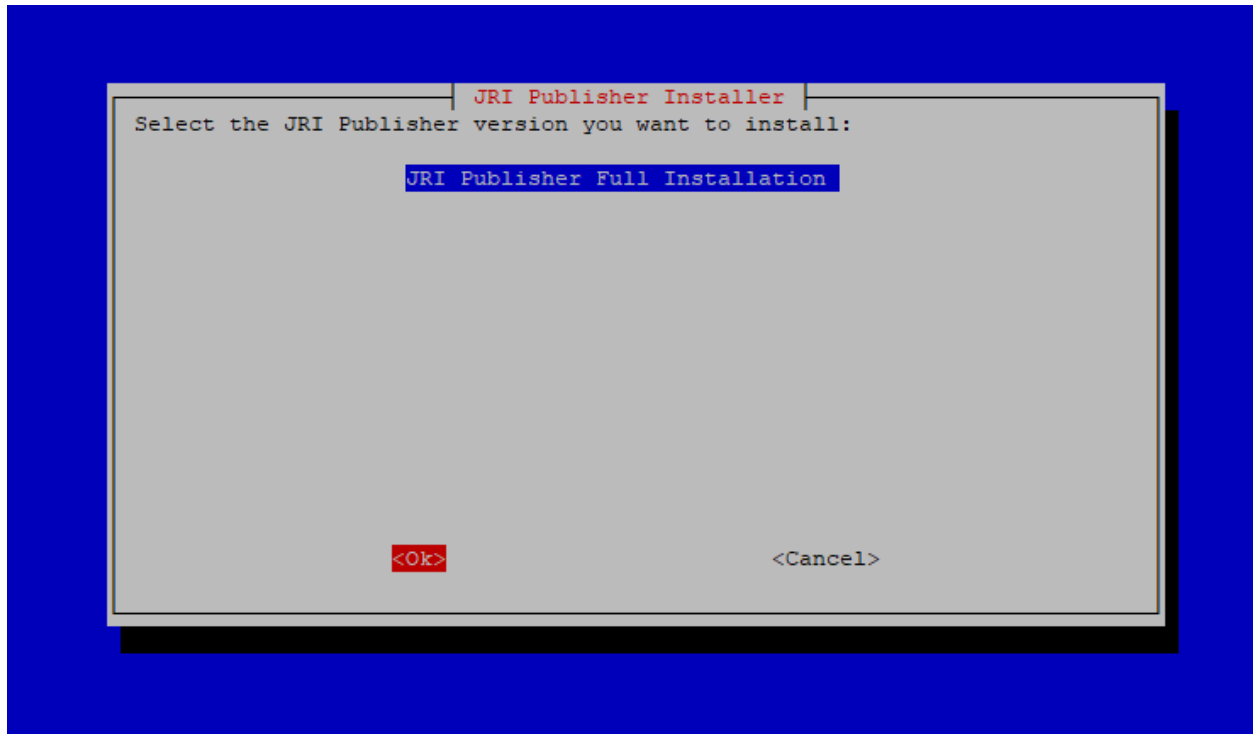 JRI Publisher Installer
Select the JRI Publisher version you want to install:
JRI Publisher Full Installation
<Ok> <Cancel>